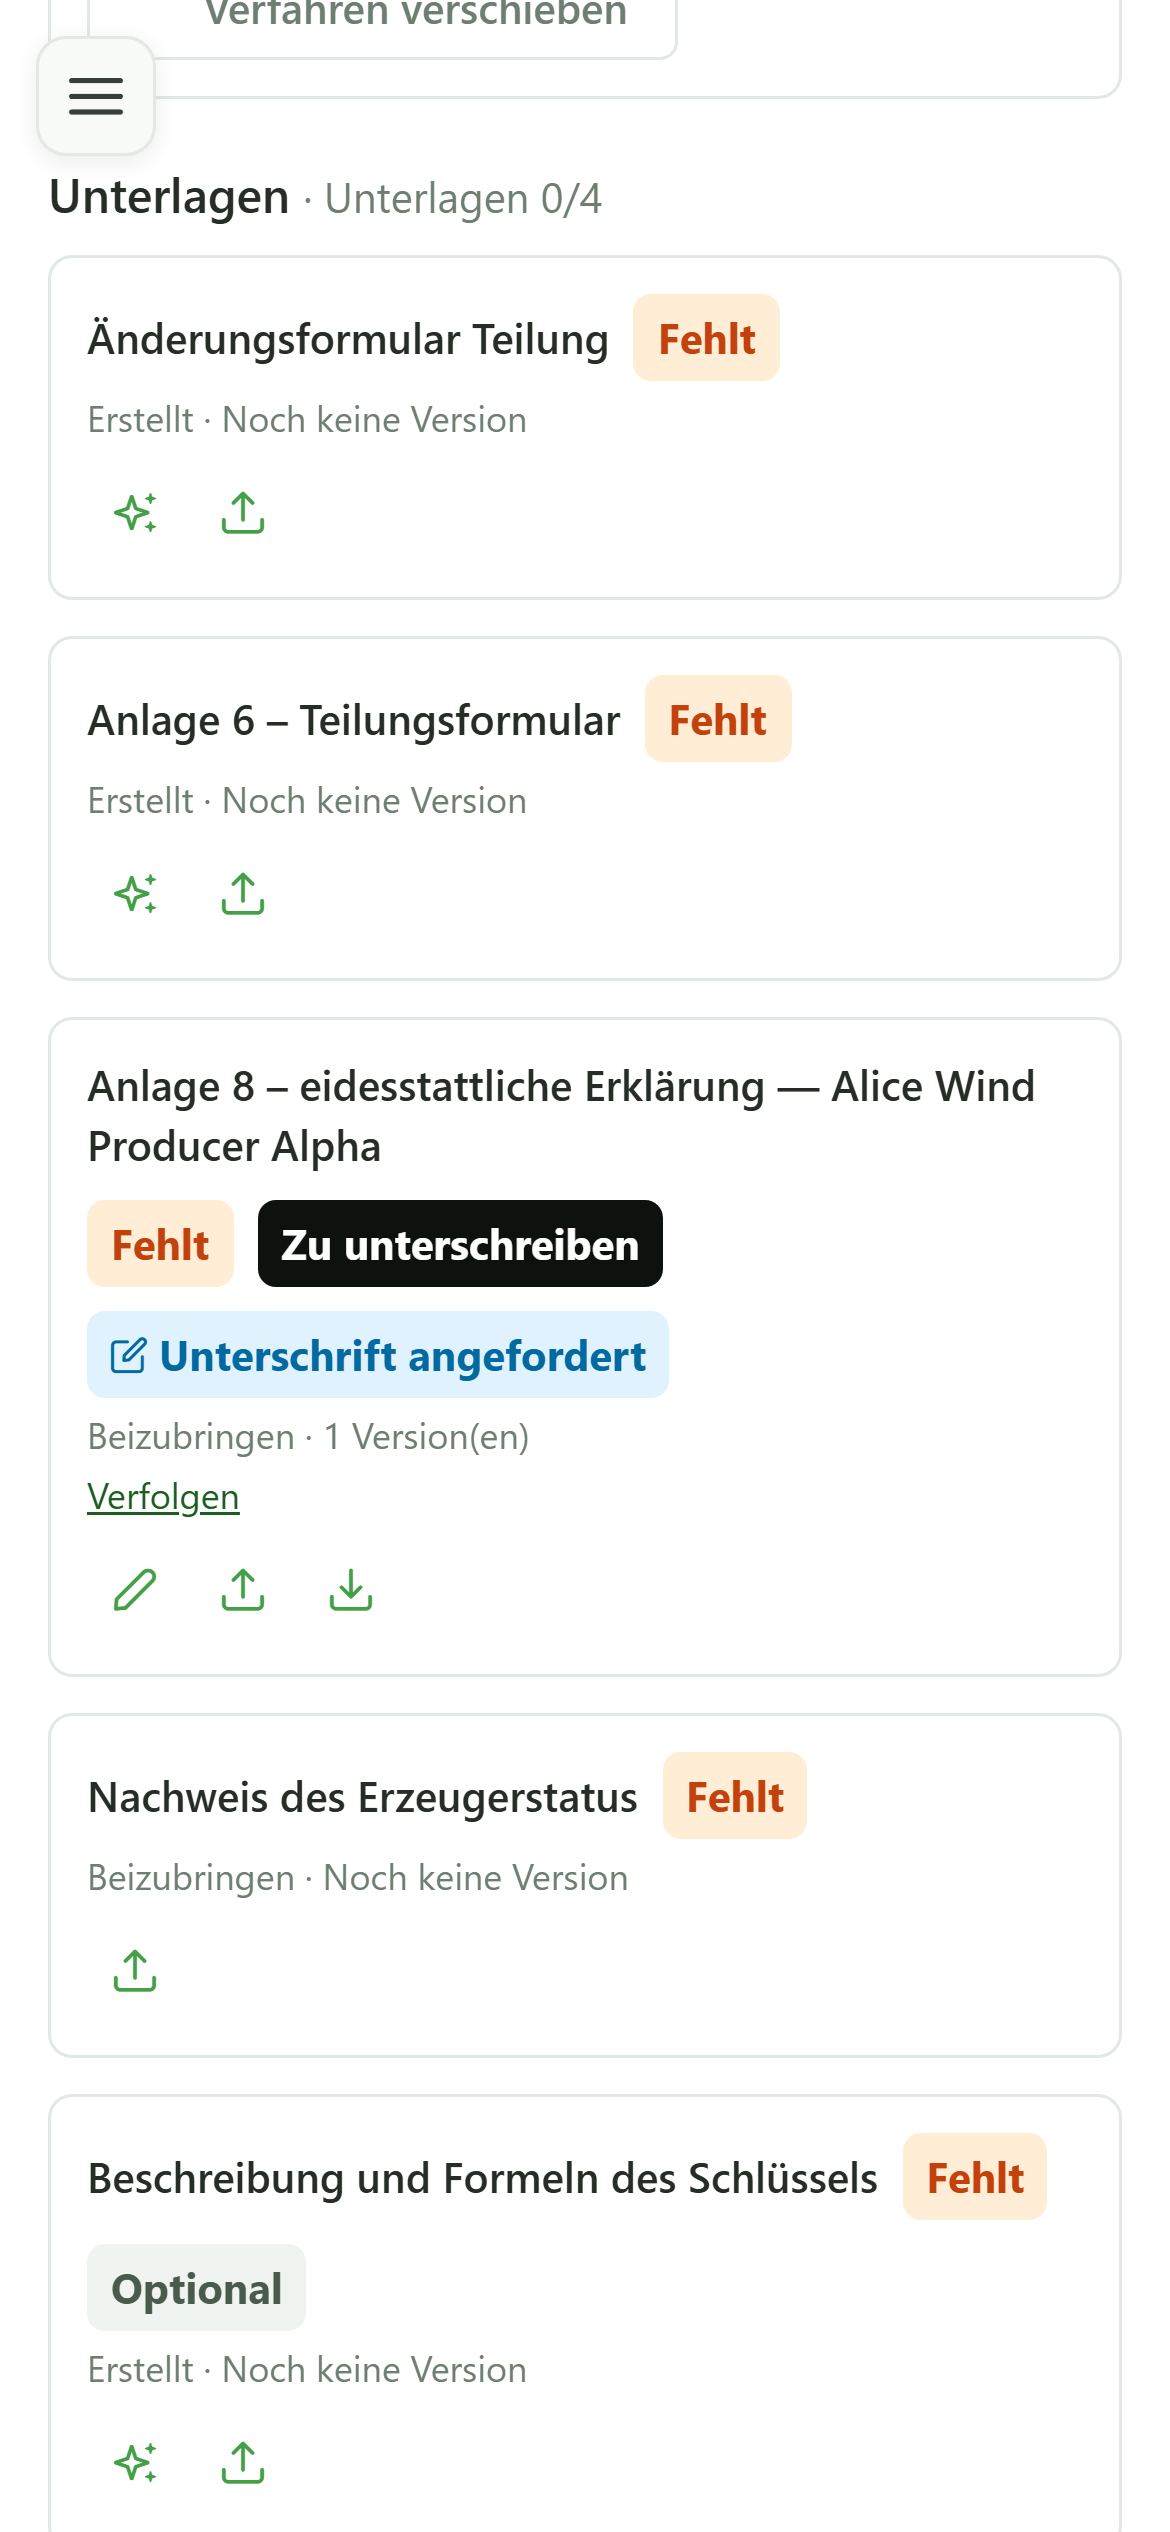 Verfahren verschieben
Unterlagen · Unterlagen 0/4
Änderungsformular Teilung Fehlt
Erstellt · Noch keine Version
Anlage 6 – Teilungsformular Fehlt
Erstellt · Noch keine Version
Anlage 8 – eidesstattliche Erklärung — Alice Wind
Producer Alpha
Fehlt Zu unterschreiben
Unterschrift angefordert
Beizubringen · 1 Version(en)
Verfolgen
Nachweis des Erzeugerstatus Fehlt
Beizubringen · Noch keine Version
Beschreibung und Formeln des Schlüssels Fehlt
Optional
Erstellt · Noch keine Version